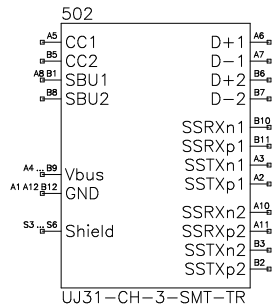 502
A5 CC1 D+1 A6
B5 CC2 D-1 A7
A8 B1 SBU1 D+2 B6
B8 SBU2 D-2 B7
SSRXn1 B10
SSRXp1 B11
SSTXn1 A3
A4 ... B9 Vbus SSTXp1 A2
A1 A12 B12 GND
SSRXn2 A10
S3 ... S6 Shield SSRXp2 A11
SSTXn2 B3
SSTXp2 B2
UJ31-CH-3-SMT-TR